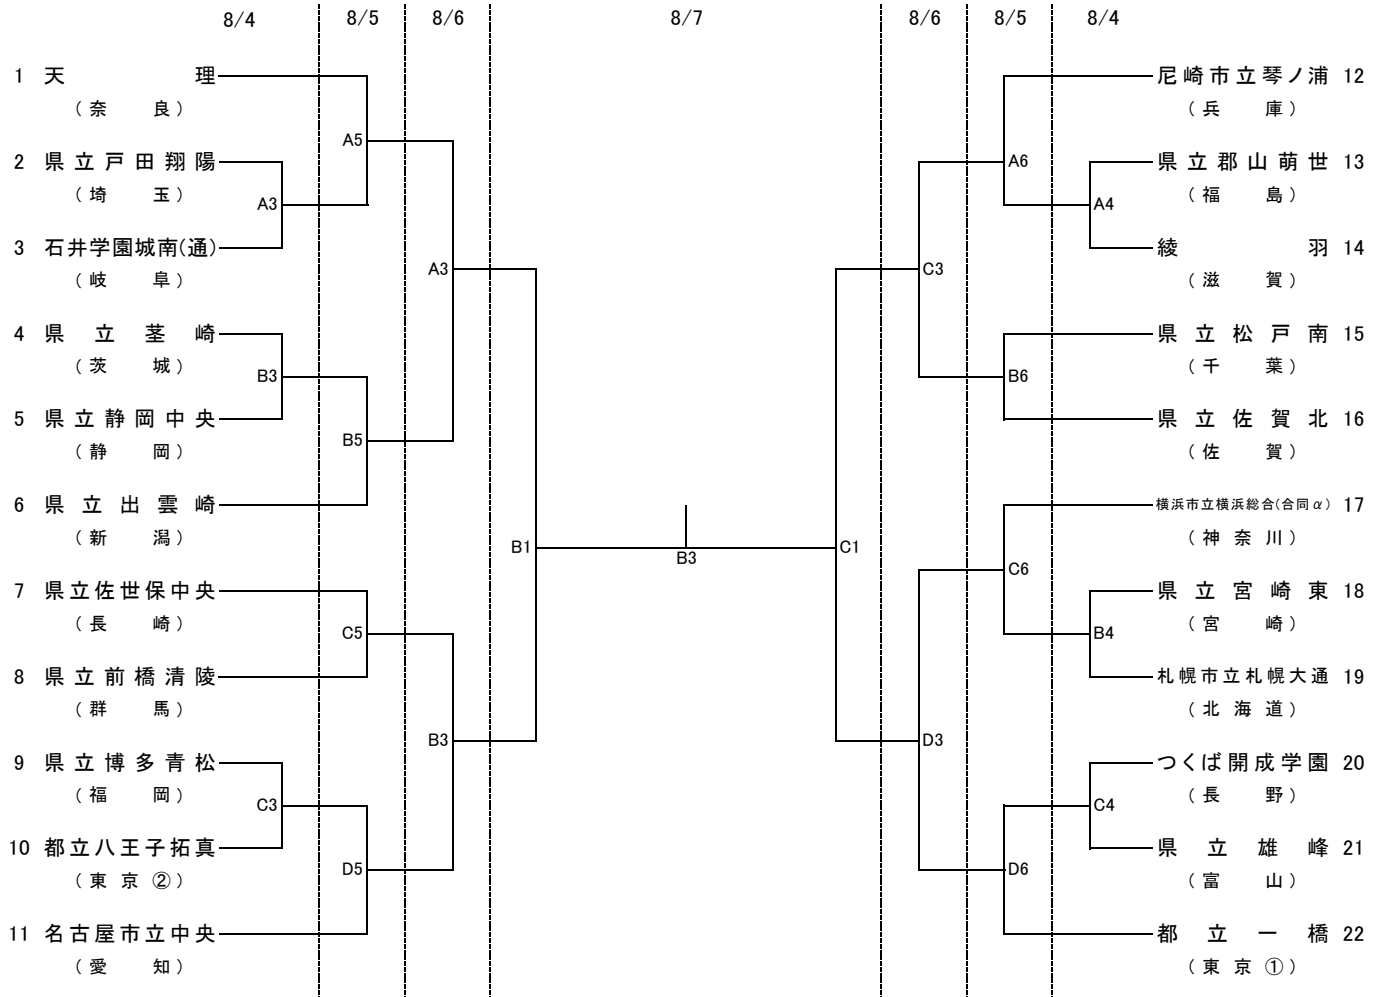 8/4 8/5 8/6 8/7 8/6 8/5 8/4
1 天理
(奈良)
A5
2 県立戸田翔陽
(埼玉)
A3
3 石井学園城南(通)
(岐阜)
A3
4 県立茎崎
(茨城)
B3
5 県立静岡中央
(静岡)
B5
6 県立出雲崎
(新潟)
B1
7 県立佐世保中央
(長崎)
C5
8 県立前橋清陵
(群馬)
B3
9 県立博多青松
(福岡)
C3
10 都立八王子拓真
(東京②)
D5
11 名古屋市立中央
(愛知)
B3
尼崎市立琴ノ浦 12
(兵庫)
A6
県立郡山萌世 13
(福島)
A4
綾羽 14
(滋賀)
C3
県立松戸南 15
(千葉)
B6
県立佐賀北 16
(佐賀)
横浜市立横浜総合(合同α) 17
(神奈川)
C1
C6
県立宮崎東 18
(宮崎)
B4
札幌市立札幌大通 19
(北海道)
D3
つくば開成学園 20
(長野)
C4
県立雄峰 21
(富山)
D6
都立一橋 22
(東京①)